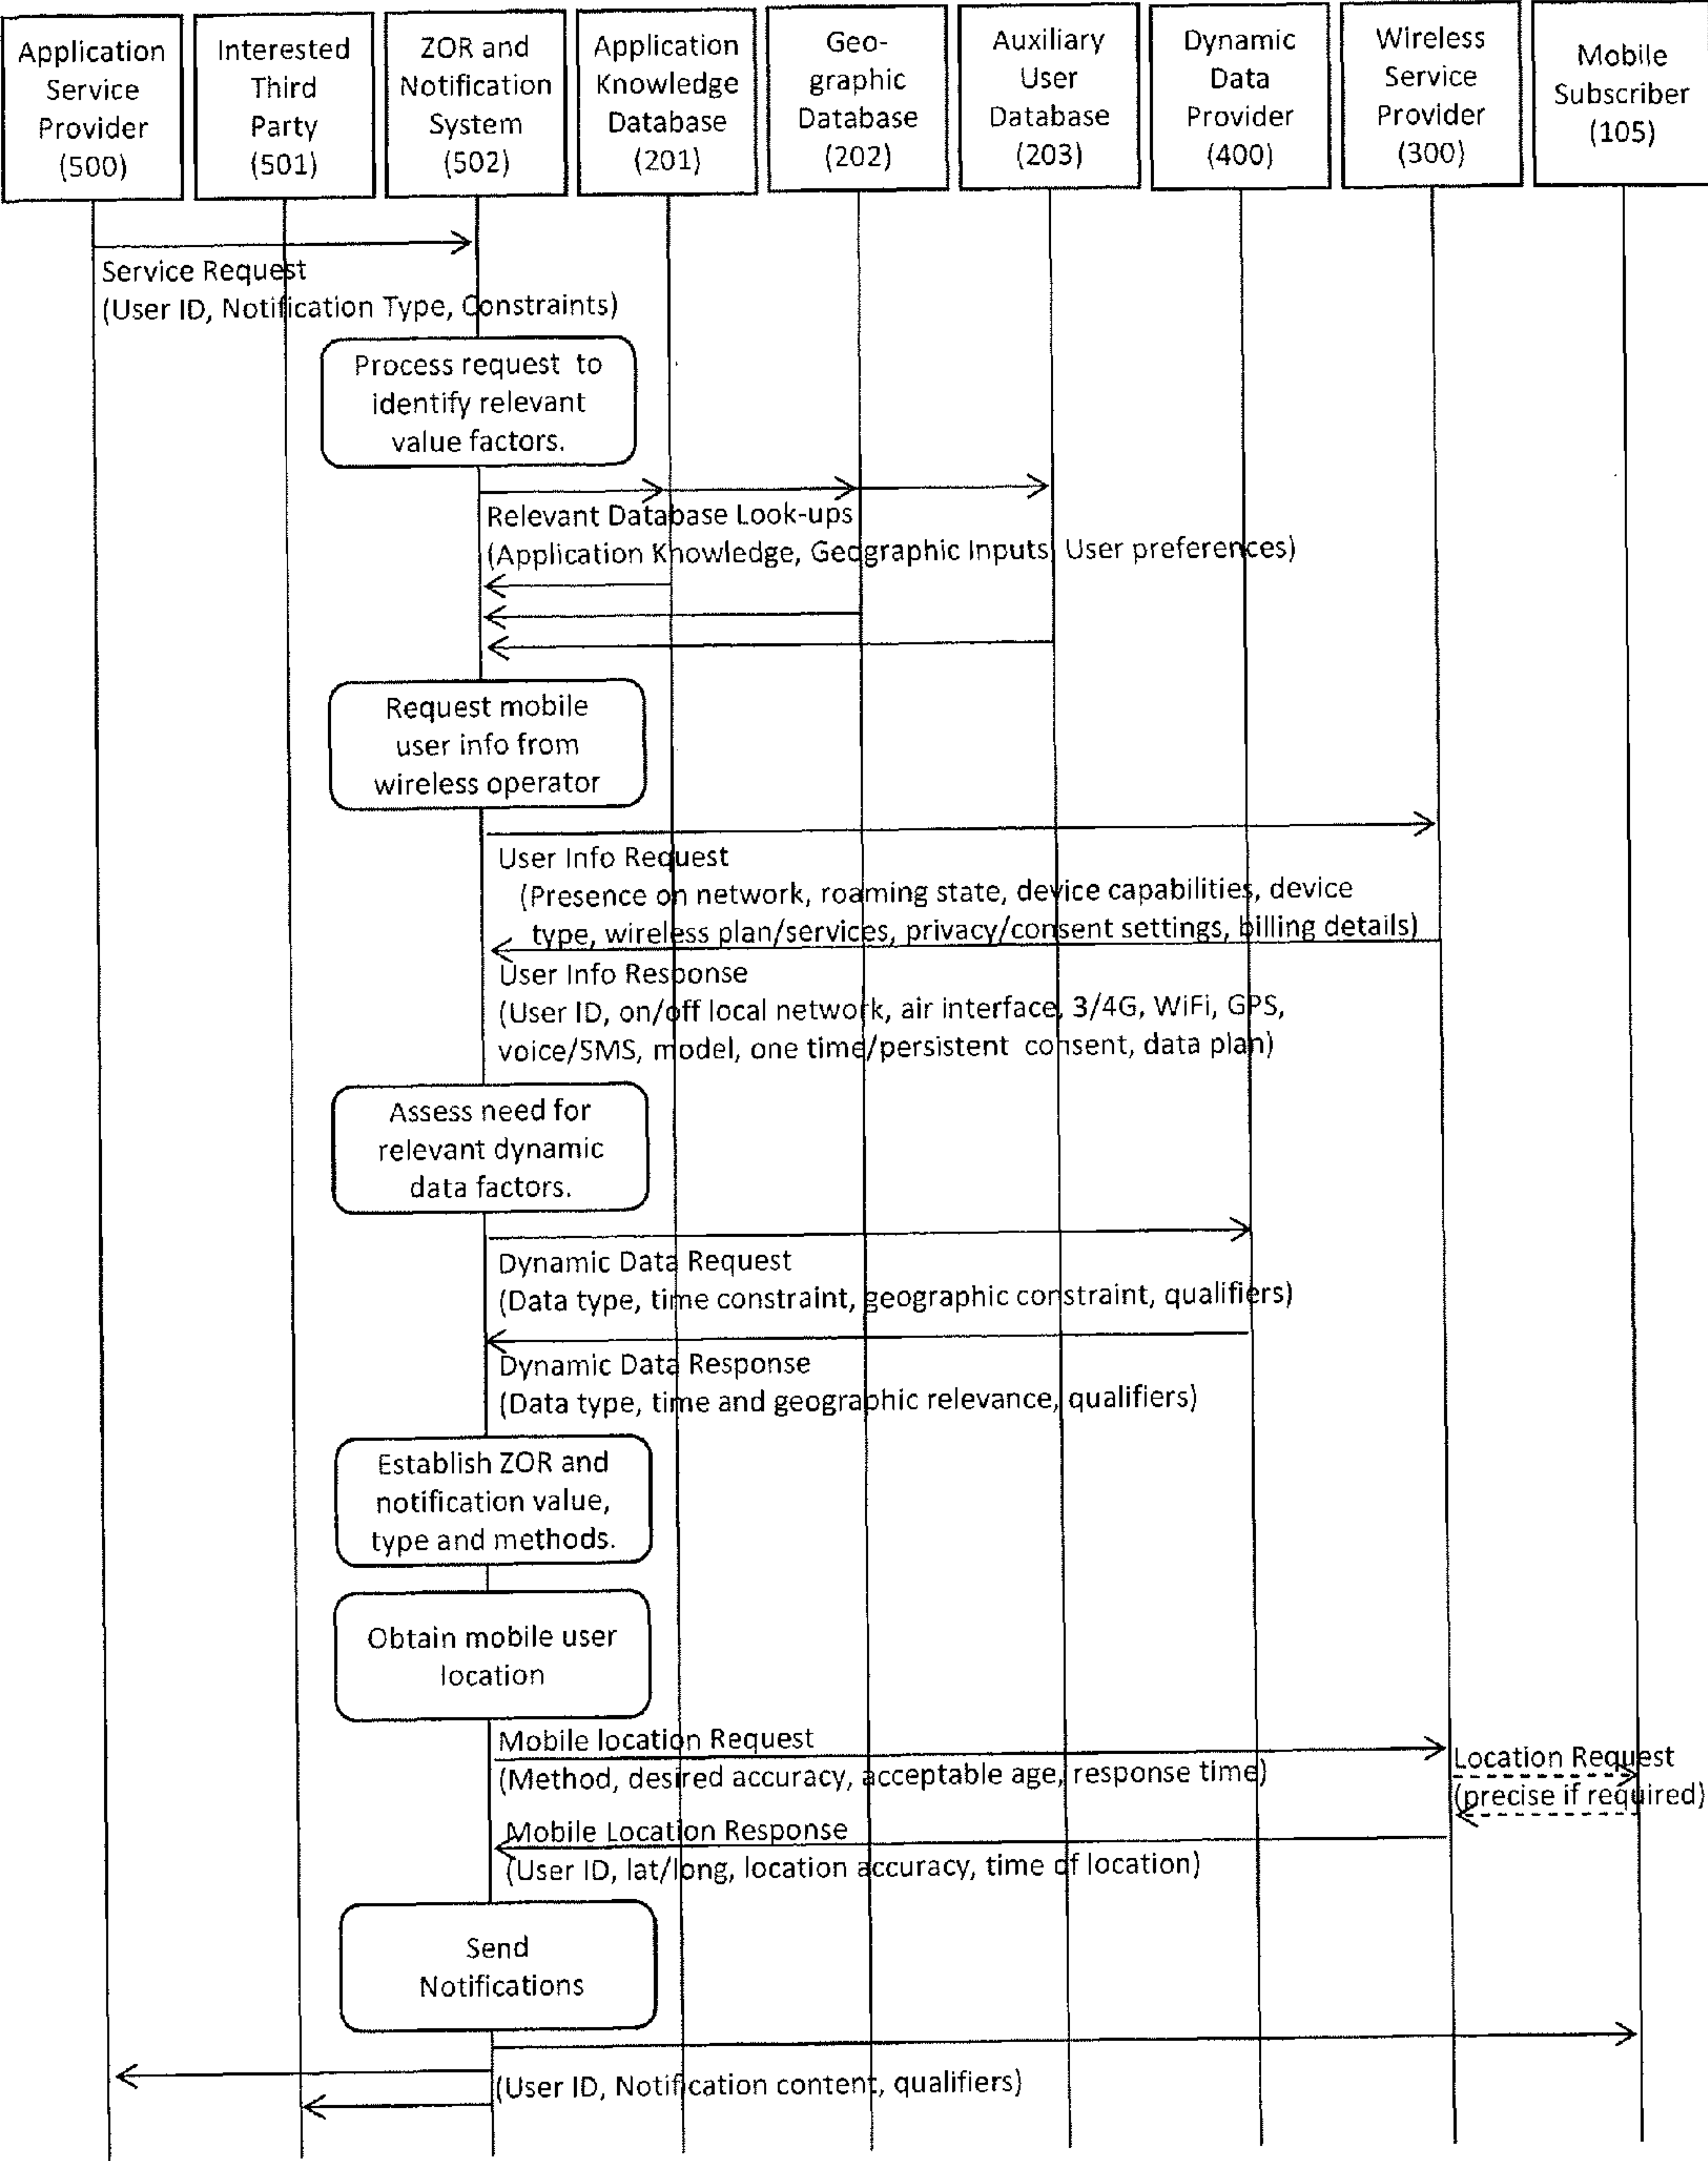 Application
Service
Provider
(500)
Interested
Third
Party
(501)
ZOR and
Notification
System
(502)
Application
Knowledge
Database
(201)
Geo-
graphic
Database
(202)
Auxiliary
User
Database
(203)
Dynamic
Data
Provider
(400)
Wireless
Service
Provider
(300)
Mobile
Subscriber
(105)
Service Request
(User ID, Notification Type, Constraints)
Process request to
identify relevant
value factors.
Relevant Database Look-ups
(Application Knowledge, Geographic Inputs, User preferences)
Request mobile
user info from
wireless operator
User Info Request
(Presence on network, roaming state, device capabilities, device
type, wireless plan/services, privacy/consent settings, billing details)
User Info Response
(User ID, on/off local network, air interface, 3/4G, WiFi, GPS,
voice/SMS, model, one time/persistent consent, data plan)
Assess need for
relevant dynamic
data factors.
Dynamic Data Request
(Data type, time constraint, geographic constraint, qualifiers)
Dynamic Data Response
(Data type, time and geographic relevance, qualifiers)
Establish ZOR and
notification value,
type and methods.
Obtain mobile user
location
Mobile location Request
(Method, desired accuracy, acceptable age, response time)
Location Request
(precise if required)
Mobile Location Response
(User ID, lat/long, location accuracy, time of location)
Send
Notifications
(User ID, Notification content, qualifiers)